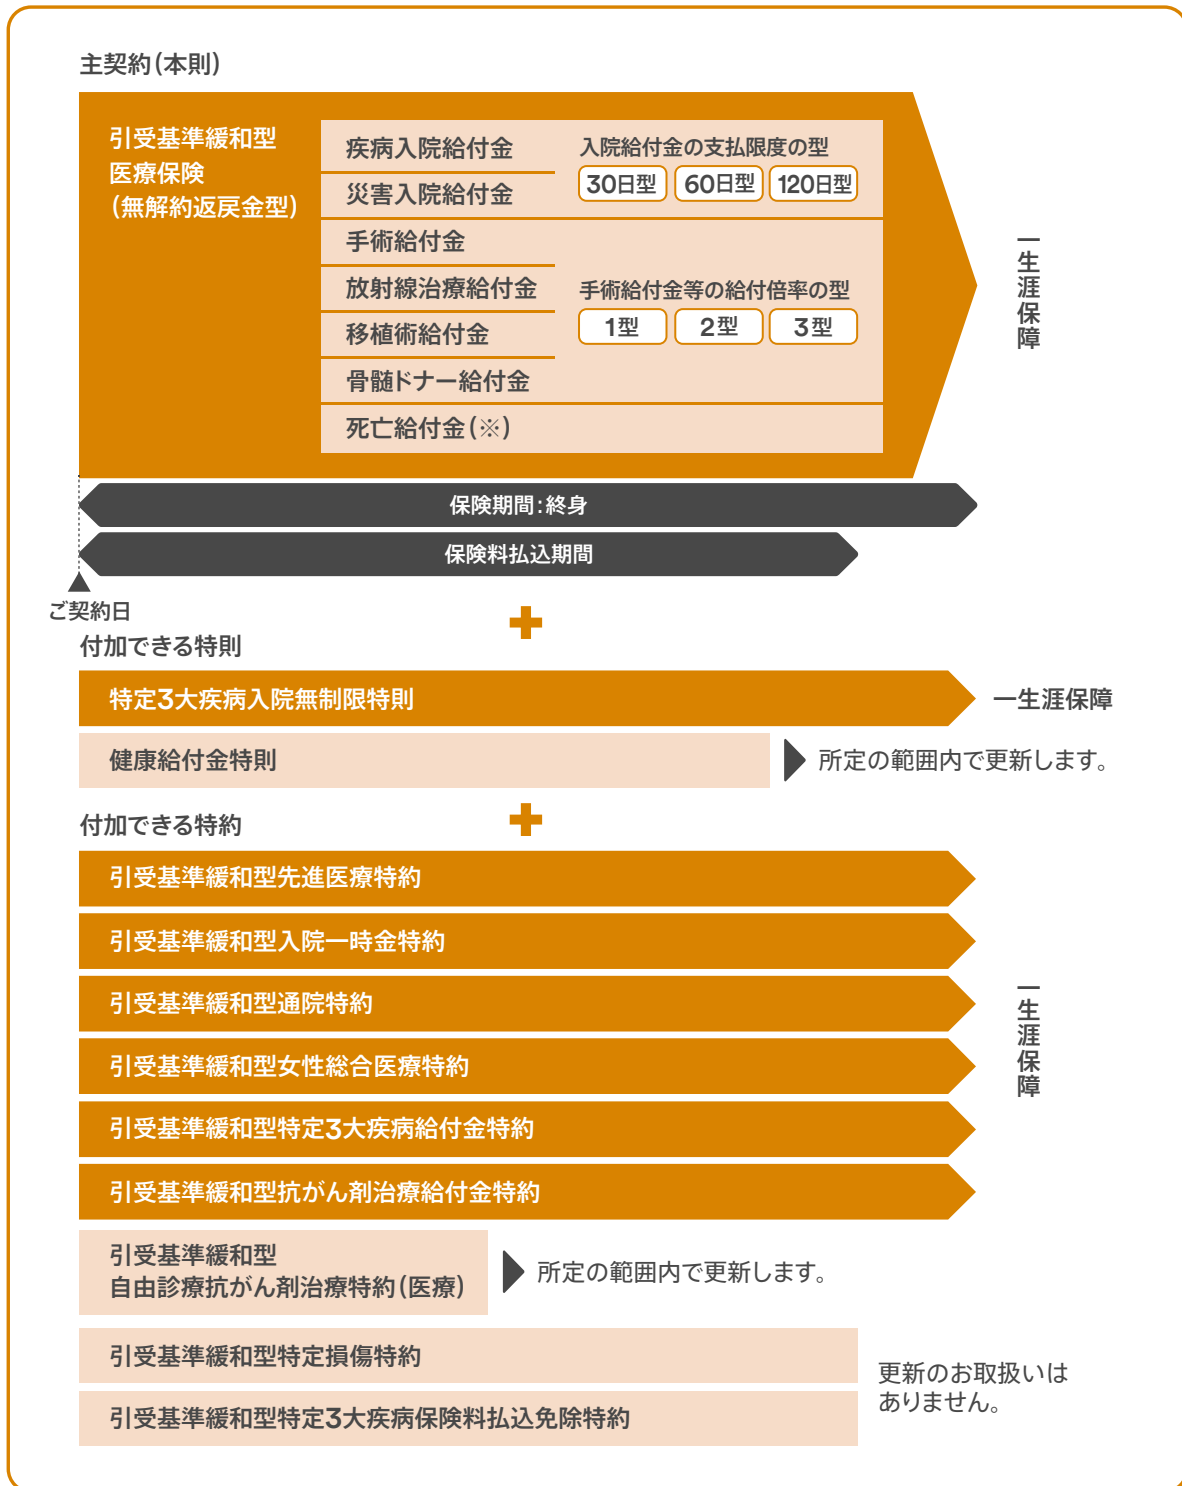 主契約(本則)
引受基準緩和型
医療保険
(無解約返戻金型)
疾病入院給付金
災害入院給付金
入院給付金の支払限度の型
30日型 60日型 120日型
手術給付金
放射線治療給付金
移植術給付金
骨髄ドナー給付金
手術給付金等の給付倍率の型
1型 2型 3型
死亡給付金(※)
一生涯保障
保険期間:終身
保険料払込期間
ご契約日
付加できる特則
特定3大疾病入院無制限特則
一生涯保障
健康給付金特則
所定の範囲内で更新します。
付加できる特約
引受基準緩和型先進医療特約
引受基準緩和型入院一時金特約
引受基準緩和型通院特約
引受基準緩和型女性総合医療特約
引受基準緩和型特定3大疾病給付金特約
引受基準緩和型抗がん剤治療給付金特約
一生涯保障
引受基準緩和型
自由診療抗がん剤治療特約(医療)
所定の範囲内で更新します。
引受基準緩和型特定損傷特約
引受基準緩和型特定3大疾病保険料払込免除特約
更新のお取扱いは
ありません。